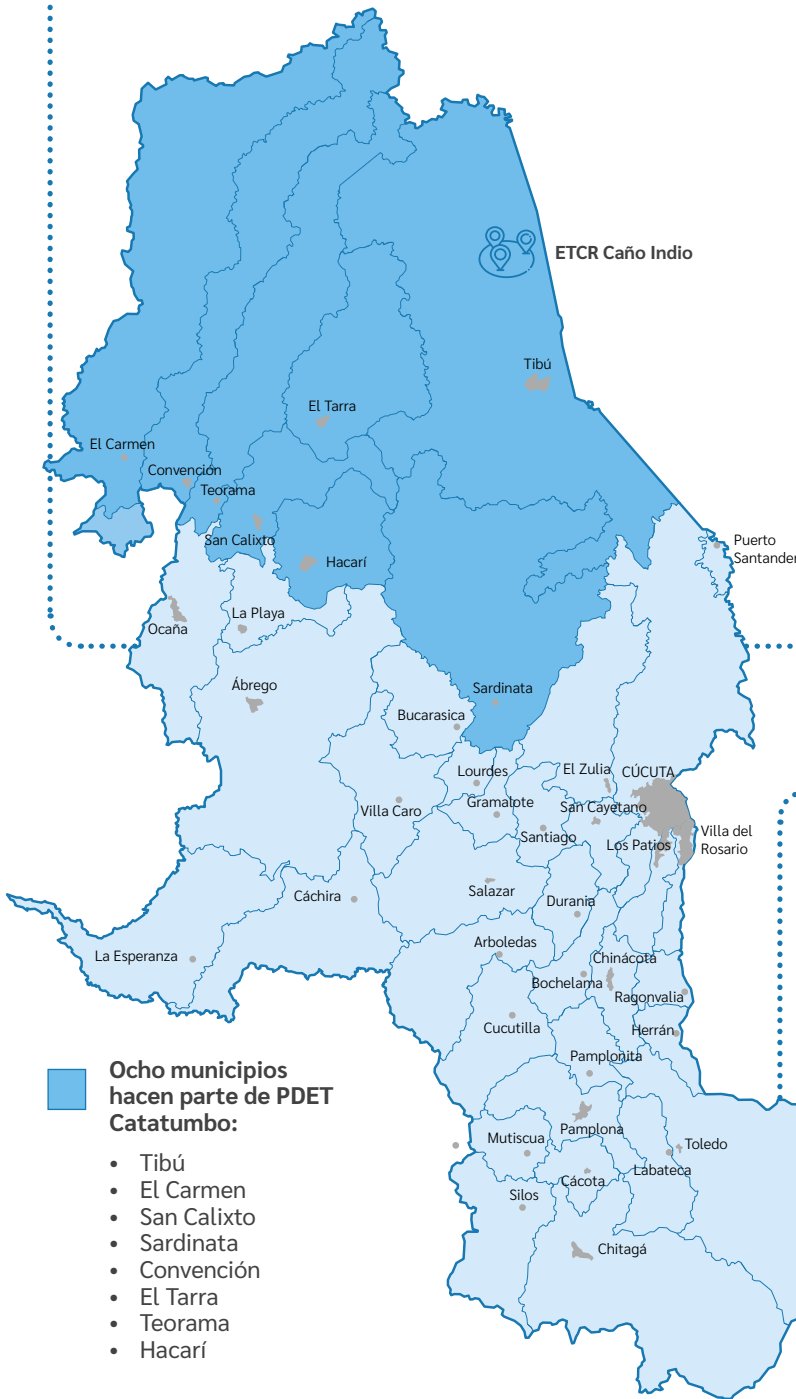 ETCR Caño Indio
Tibú
El Tarra
El Carmen
Convención
Teorama
San Calixto
Hacarí
Puerto
Santander
La Playa
Ocaña
Ábrego
Sardinata
Bucarasica
Lourdes
El Zulia
CÚCUTA
Villa Caro
Gramalote
San Cayetano
Santiago
Los Patios
Villa del
Rosario
Cáchira
Salazar
Durania
Arboledas
La Esperanza
Chinácota
Bochelama
Ragonvalia
Cucutilla
Herrán
Pamplonita
Pamplona
Mutiscua
Toledo
Labateca
Cácota
Silos
Chitagá
Ocho municipios
hacen parte de PDET
Catatumbo:
• Tibú
• El Carmen
• San Calixto
• Sardinata
• Convención
• El Tarra
• Teorama
• Hacarí